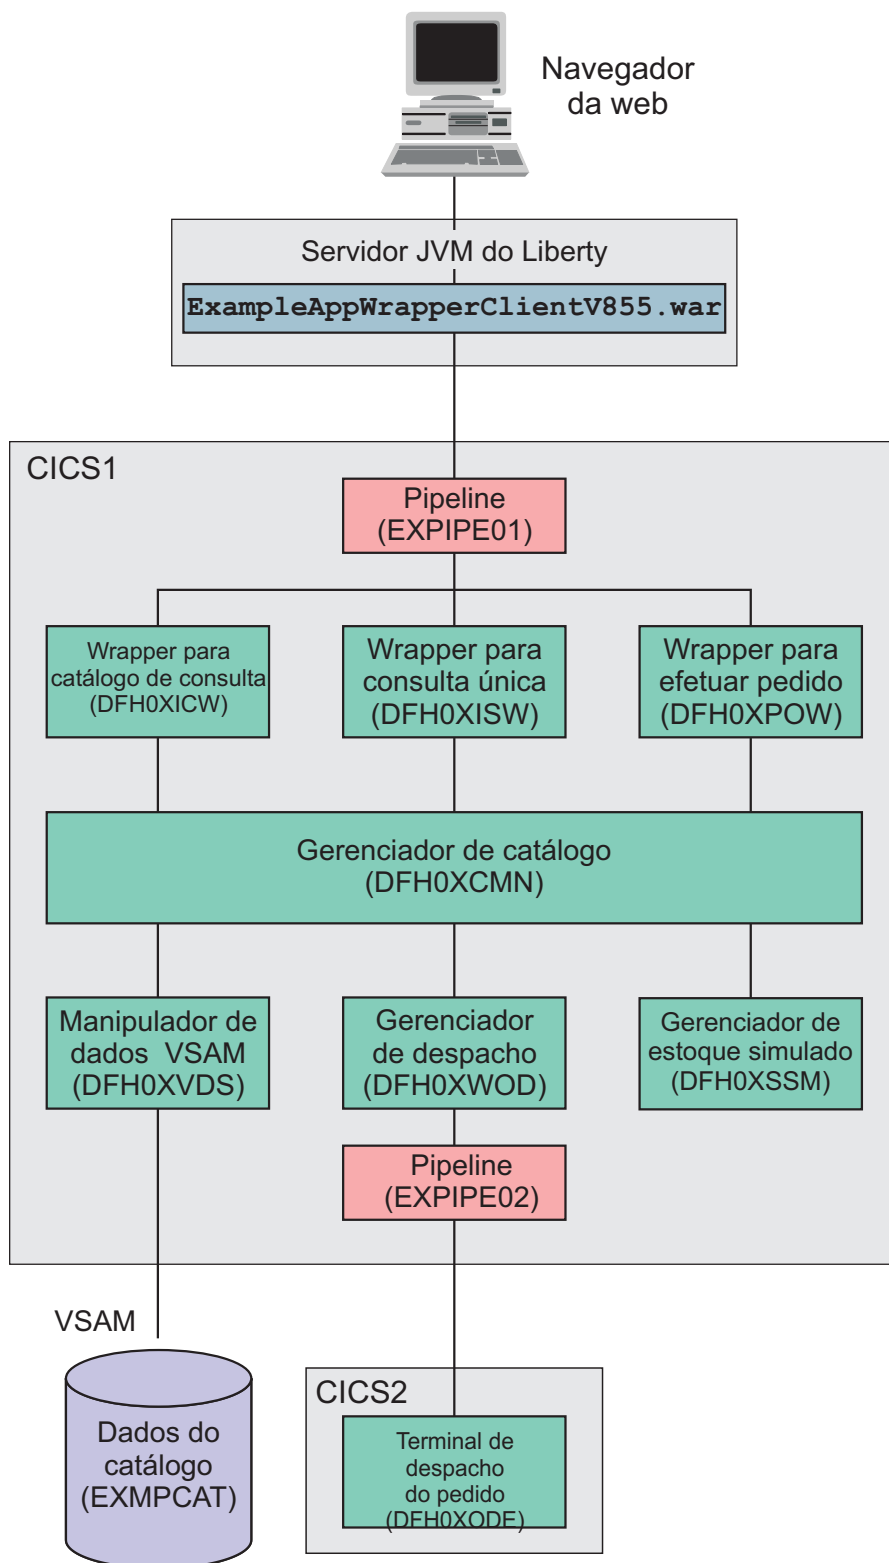 Navegador
da web
Servidor JVM do Liberty
ExampleAppWrapperClientV855.war
CICS1
Pipeline
(EXPIPE01)
Wrapper para
catálogo de consulta
(DFH0XICW)
Wrapper para
consulta única
(DFH0XISW)
Wrapper para
efetuar pedido
(DFH0XPOW)
Gerenciador de catálogo
(DFH0XCMN)
Manipulador de
dados VSAM
(DFH0XVDS)
Gerenciador
de despacho
(DFH0XWOD)
Gerenciador de
estoque simulado
(DFH0XSSM)
Pipeline
(EXPIPE02)
VSAM
Dados do
catálogo
(EXMPCAT)
CICS2
Terminal de
despacho
do pedido
(DFH0XODE)